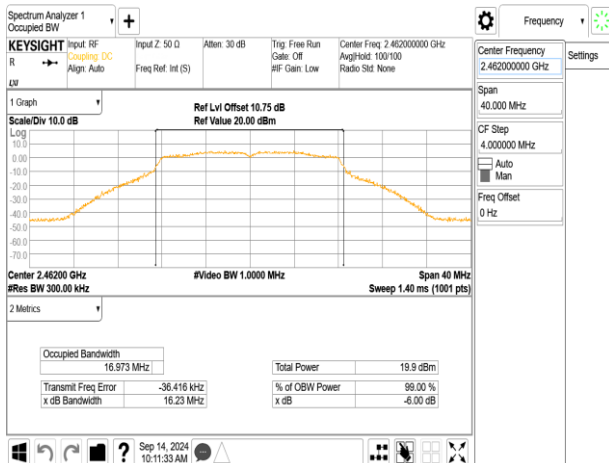 Spectrum Analyzer 1
Occupied BW
KEYSIGHT
R
Input: RF
Coupling: DC
Align: Auto
Input Z: 50 Ω
Freq Ref: Int (S)
Atten: 30 dB
Trig: Free Run
Gate: Off
#IF Gain: Low
Center Freq: 2.462000000 GHz
Avg|Hold: 100/100
Radio Std: None
Frequency
Settings
Center Frequency
2.462000000 GHz
Span
40.000 MHz
CF Step
4.000000 MHz
Auto
Man
Freq Offset
0 Hz
1 Graph
Scale/Div 10.0 dB
Ref Lvl Offset 10.75 dB
Ref Value 20.00 dBm
Log
10.0
0.00
-10.0
-20.0
-30.0
-40.0
-50.0
-60.0
-70.0
Center 2.46200 GHz
#Res BW 300.00 kHz
#Video BW 1.0000 MHz
Span 40 MHz
Sweep 1.40 ms (1001 pts)
2 Metrics
Occupied Bandwidth
16.973 MHz
Transmit Freq Error -36.416 kHz
x dB Bandwidth 16.23 MHz
Total Power 19.9 dBm
% of OBW Power 99.00 %
x dB -6.00 dB
?
Sep 14, 2024
10:11:33 AM